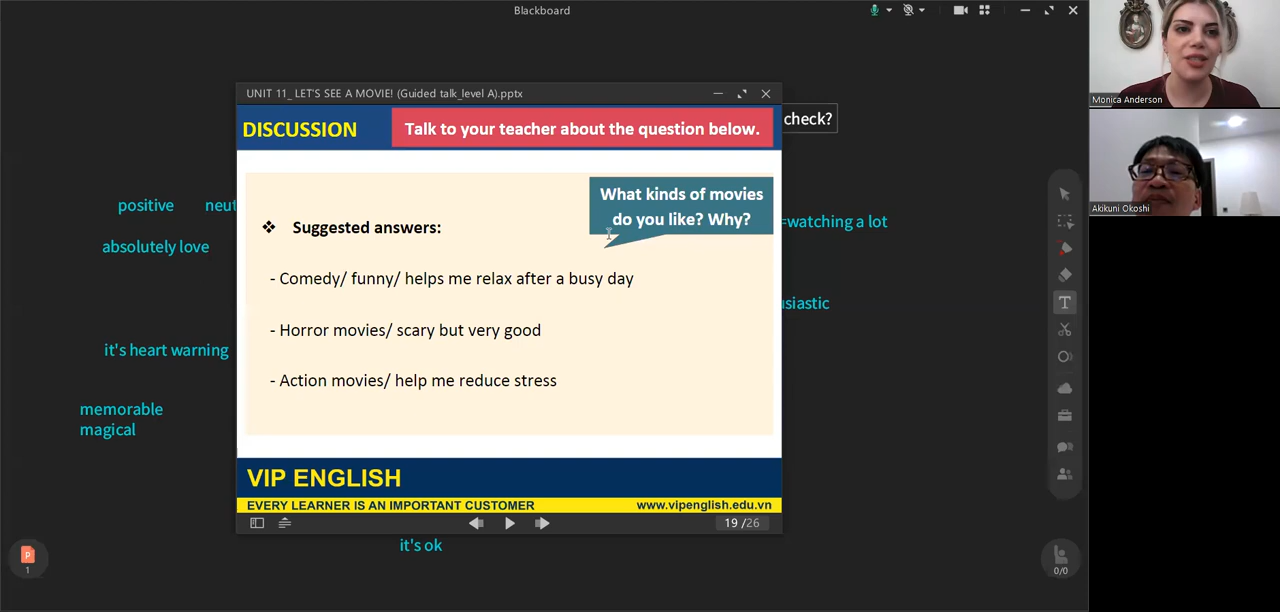 Blackboard
Monica Anderson
UNIT 11_ LET'S SEE A MOVIE! (Guided talk_level A).pptx
check?
DISCUSSION
Talk to your teacher about the question below.
What kinds of movies
do you like? Why?
positive
neut
absolutely love
❖ Suggested answers:
=watching a lot
Akikuni Okoshi
- Comedy/ funny/ helps me relax after a busy day
usiastic
- Horror movies/ scary but very good
it's heart warning
- Action movies/ help me reduce stress
memorable
magical
VIP ENGLISH
EVERY LEARNER IS AN IMPORTANT CUSTOMER
www.vipenglish.edu.vn
19 /26
it's ok
P
1
0/0
T